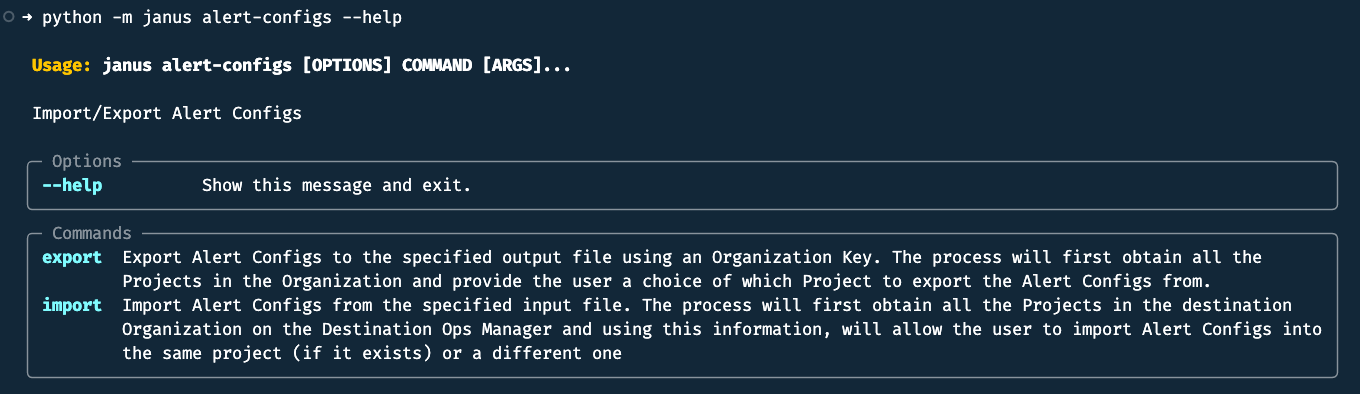 → python -m janus alert-configs --help
Usage: janus alert-configs [OPTIONS] COMMAND [ARGS]...
Import/Export Alert Configs
Options
--help Show this message and exit.
Commands
export Export Alert Configs to the specified output file using an Organization Key. The process will first obtain all the
Projects in the Organization and provide the user a choice of which Project to export the Alert Configs from.
import Import Alert Configs from the specified input file. The process will first obtain all the Projects in the destination
Organization on the Destination Ops Manager and using this information, will allow the user to import Alert Configs into
the same project (if it exists) or a different one